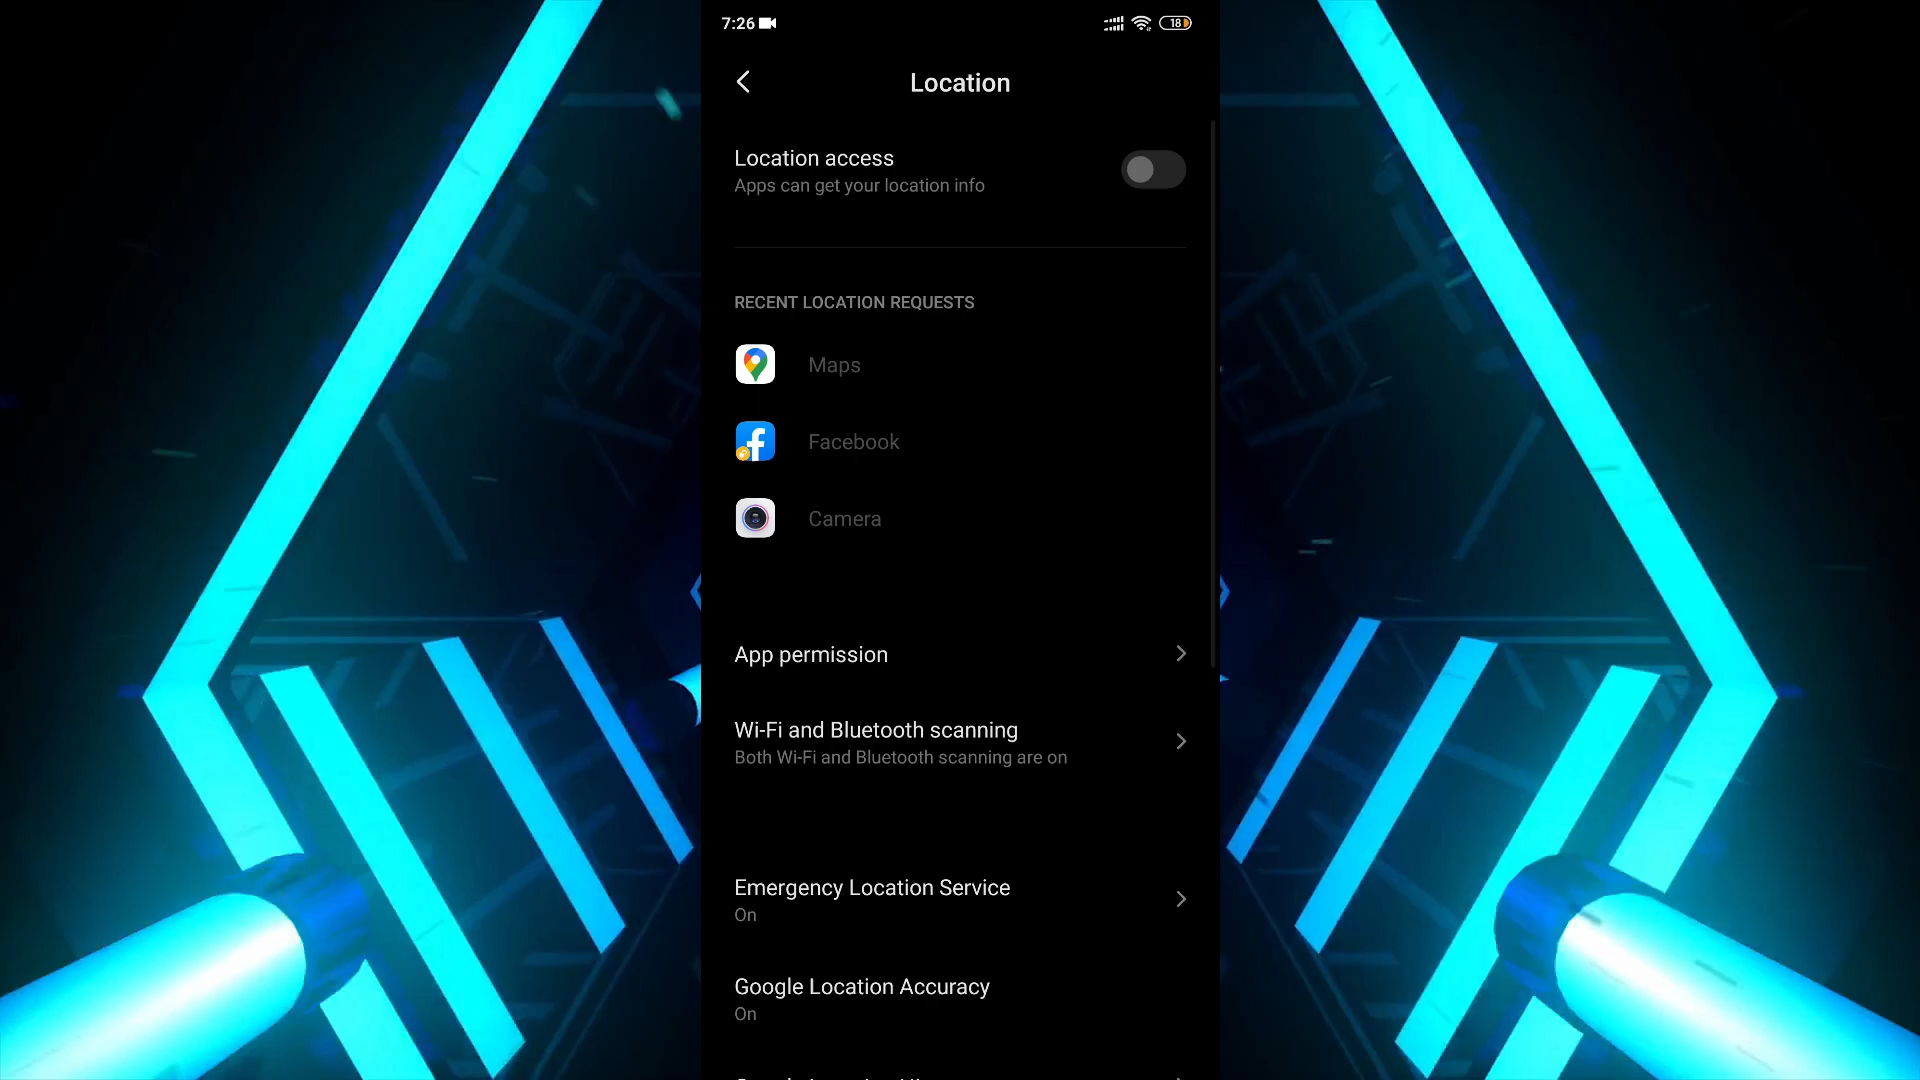 7:26
18
Location
Location access
Apps can get your location info
RECENT LOCATION REQUESTS
Maps
Facebook
Camera
App permission
Wi-Fi and Bluetooth scanning
Both Wi-Fi and Bluetooth scanning are on
Emergency Location Service
On
Google Location Accuracy
On